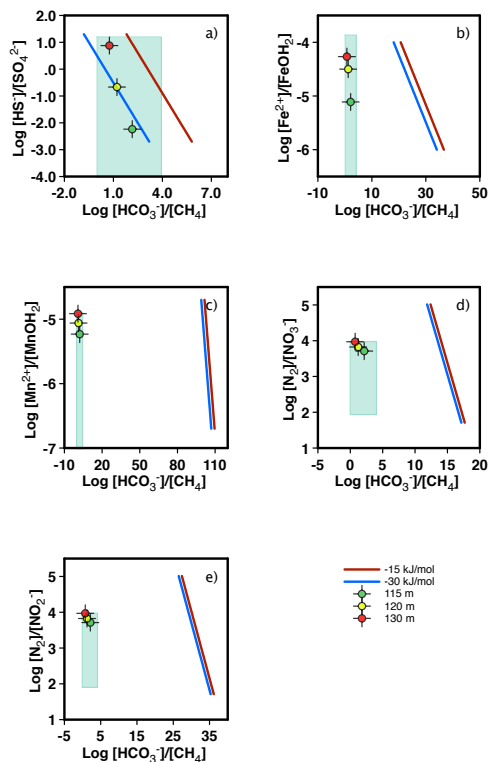 a)
Log [HS⁻]/[SO₄²⁻]
2.0
1.0
.0
-1.0
-2.0
-3.0
-4.0
-2.0 1.0 4.0 7.0
Log [HCO₃⁻]/[CH₄]
b)
Log [Fe²⁺]/[FeOH₂]
-4
-5
-6
-10 10 30 50
Log [HCO₃⁻]/[CH₄]
c)
Log [Mn²⁺]/[MnOH₂]
-5
-6
-7
-10 20 50 80 110
Log [HCO₃⁻]/[CH₄]
d)
Log [N₂]/[NO₃⁻]
5
4
3
2
1
-5 0 5 10 15 20
Log [HCO₃⁻]/[CH₄]
e)
Log [N₂]/[NO₂⁻]
5
4
3
2
1
-5 5 15 25 35
Log [HCO₃⁻]/[CH₄]
-15 kJ/mol
-30 kJ/mol
115 m
120 m
130 m